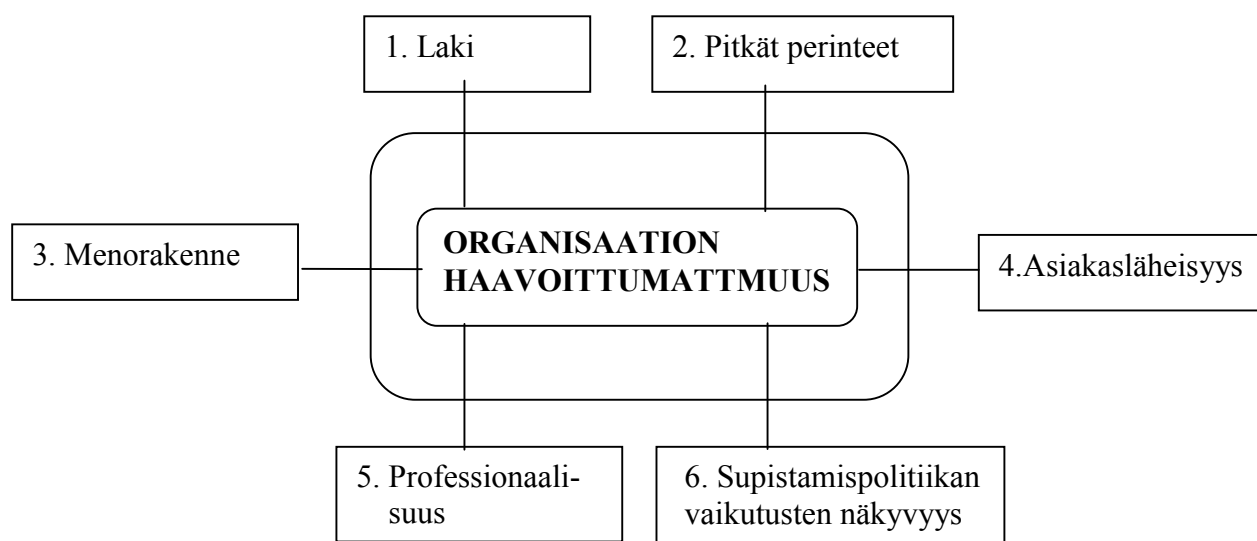 1. Laki
2. Pitkät perinteet
3. Menorakenne
ORGANISAATION
HAAVOITTUMATTMUUS
4.Asiakasläheisyys
5. Professionaali-
suus
6. Supistamispolitiikan
vaikutusten näkyvyys